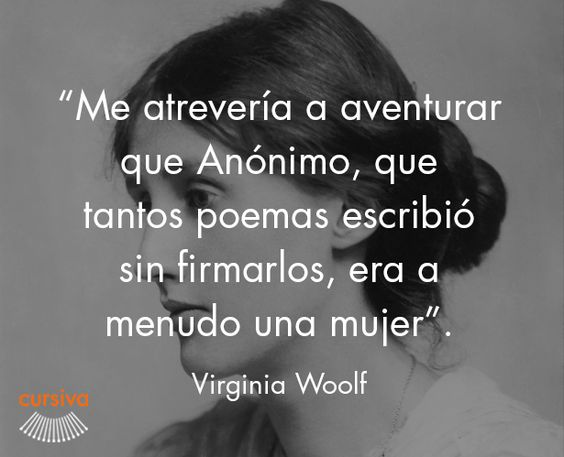 “Me atrevería a aventurar
que Anónimo, que
tantos poemas escribió
sin firmarlos, era a
menudo una mujer”.
Virginia Woolf
cursiva